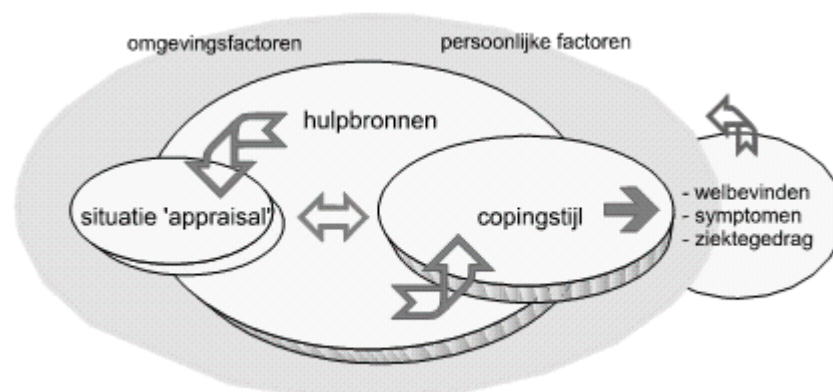 omgevingsfactoren
persoonlijke factoren
hulpbronnen
situatie 'appraisal'
copingstijl
- welbevinden
- symptomen
- ziektegedrag